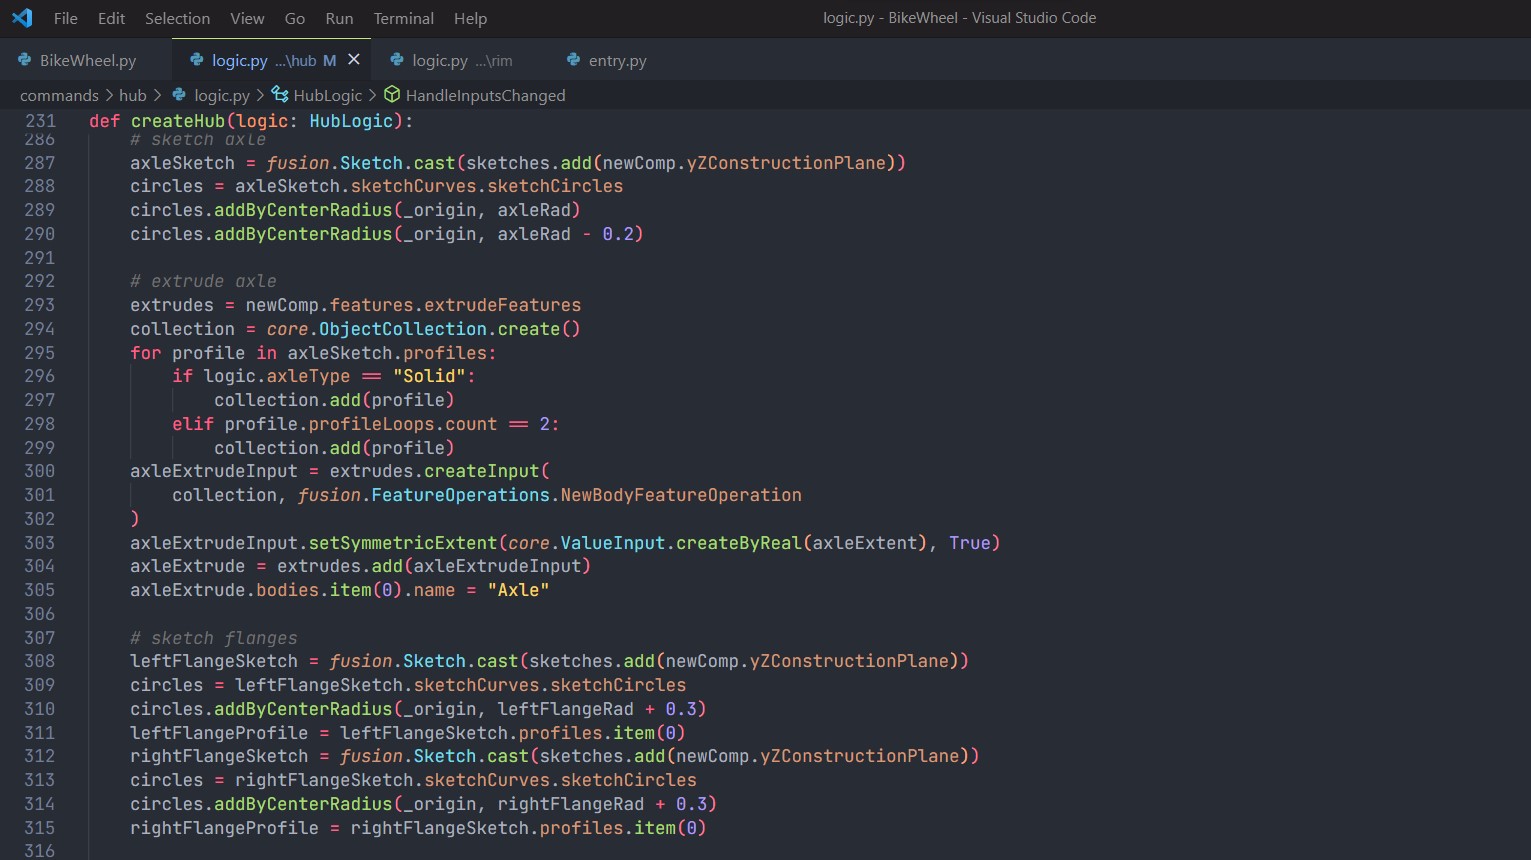 File Edit Selection View Go Run Terminal Help logic.py - BikeWheel - Visual Studio Code
BikeWheel.py logic.py ...\hub M logic.py ...\rim entry.py
commands > hub > logic.py > HubLogic > HandleInputsChanged
231 def createHub(logic: HubLogic):
286 # sketch axle
287 axleSketch = fusion.Sketch.cast(sketches.add(newComp.yZConstructionPlane))
288 circles = axleSketch.sketchCurves.sketchCircles
289 circles.addByCenterRadius(_origin, axleRad)
290 circles.addByCenterRadius(_origin, axleRad - 0.2)
291
292 # extrude axle
293 extrudes = newComp.features.extrudeFeatures
294 collection = core.ObjectCollection.create()
295 for profile in axleSketch.profiles:
296 if logic.axleType == "Solid":
297 collection.add(profile)
298 elif profile.profileLoops.count == 2:
299 collection.add(profile)
300 axleExtrudeInput = extrudes.createInput(
301 collection, fusion.FeatureOperations.NewBodyFeatureOperation
302 )
303 axleExtrudeInput.setSymmetricExtent(core.ValueInput.createByReal(axleExtent), True)
304 axleExtrude = extrudes.add(axleExtrudeInput)
305 axleExtrude.bodies.item(0).name = "Axle"
306
307 # sketch flanges
308 leftFlangeSketch = fusion.Sketch.cast(sketches.add(newComp.yZConstructionPlane))
309 circles = leftFlangeSketch.sketchCurves.sketchCircles
310 circles.addByCenterRadius(_origin, leftFlangeRad + 0.3)
311 leftFlangeProfile = leftFlangeSketch.profiles.item(0)
312 rightFlangeSketch = fusion.Sketch.cast(sketches.add(newComp.yZConstructionPlane))
313 circles = rightFlangeSketch.sketchCurves.sketchCircles
314 circles.addByCenterRadius(_origin, rightFlangeRad + 0.3)
315 rightFlangeProfile = rightFlangeSketch.profiles.item(0)
316